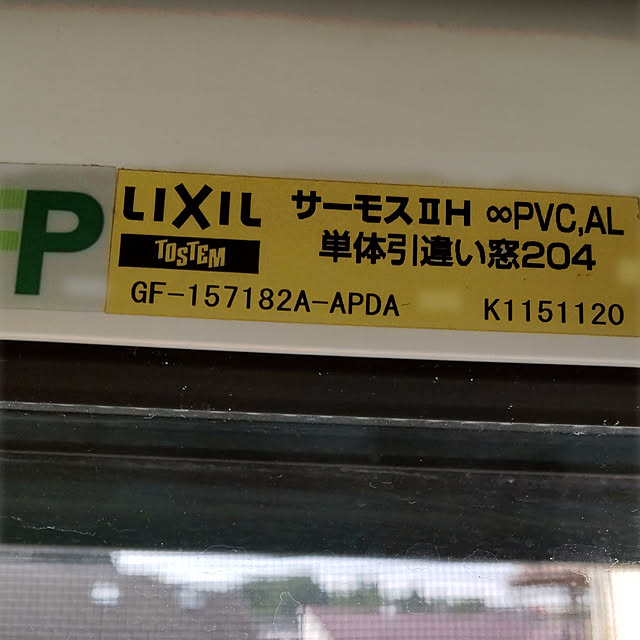 P
LIXIL サーモスⅡH ∞PVC,AL
TOSTEM 単体引違い窓204
GF-157182A-APDA K1151120